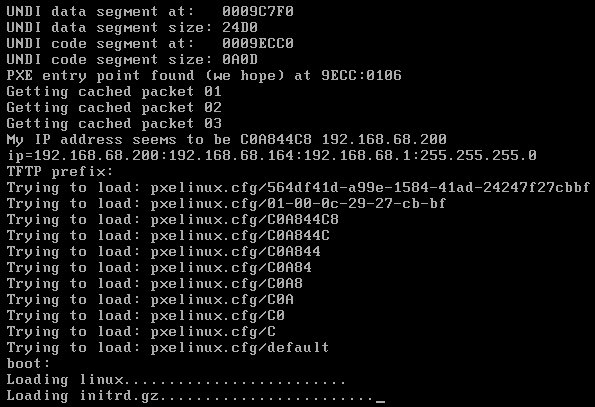 UNDI data segment at:   0009C7F0
UNDI data segment size: 24D0
UNDI code segment at:   0009ECC0
UNDI code segment size: 0A0D
PXE entry point found (we hope) at 9ECC:0106
Getting cached packet 01
Getting cached packet 02
Getting cached packet 03
My IP address seems to be C0A844C8 192.168.68.200
ip=192.168.68.200:192.168.68.164:192.168.68.1:255.255.255.0
TFTP prefix:
Trying to load: pxelinux.cfg/564df41d-a99e-1584-41ad-24247f27cbbf
Trying to load: pxelinux.cfg/01-00-0c-29-27-cb-bf
Trying to load: pxelinux.cfg/C0A844C8
Trying to load: pxelinux.cfg/C0A844C
Trying to load: pxelinux.cfg/C0A844
Trying to load: pxelinux.cfg/C0A84
Trying to load: pxelinux.cfg/C0A8
Trying to load: pxelinux.cfg/C0A
Trying to load: pxelinux.cfg/C0
Trying to load: pxelinux.cfg/C
Trying to load: pxelinux.cfg/default
boot:
Loading linux.........................
Loading initrd.gz........................_